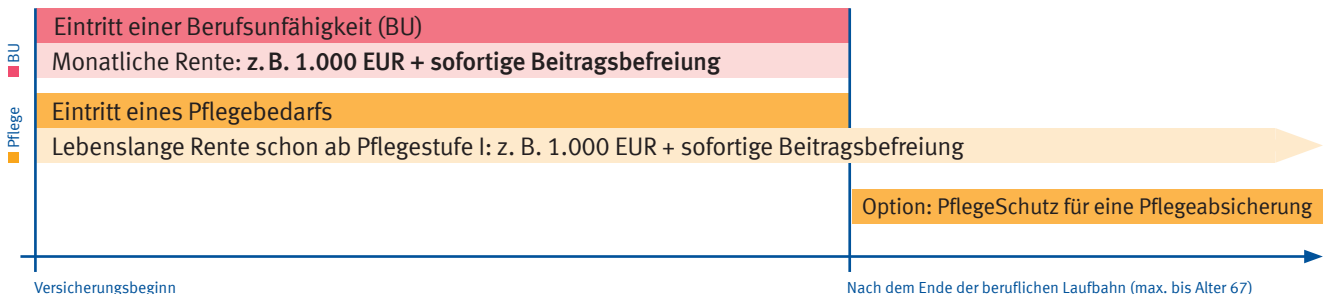 BU
Eintritt einer Berufsunfähigkeit (BU)
Monatliche Rente: z. B. 1.000 EUR + sofortige Beitragsbefreiung
Pflege
Eintritt eines Pflegebedarfs
Lebenslange Rente schon ab Pflegestufe I: z. B. 1.000 EUR + sofortige Beitragsbefreiung
Option: PflegeSchutz für eine Pflegeabsicherung
Versicherungsbeginn
Nach dem Ende der beruflichen Laufbahn (max. bis Alter 67)